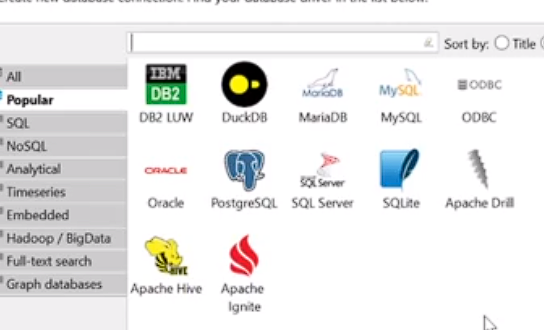 create new database connection. Find your database driver in the list below.
Sort by: Title
All
Popular
SQL
NoSQL
Analytical
Timeseries
Embedded
Hadoop / BigData
Full-text search
Graph databases
IBM
DB2
MariaDB
MySQL
ODBC
DB2 LUW DuckDB MariaDB MySQL ODBC
ORACLE
SQL Server
Oracle PostgreSQL SQL Server SQLite Apache Drill
HIVE
Apache Hive Apache
Ignite